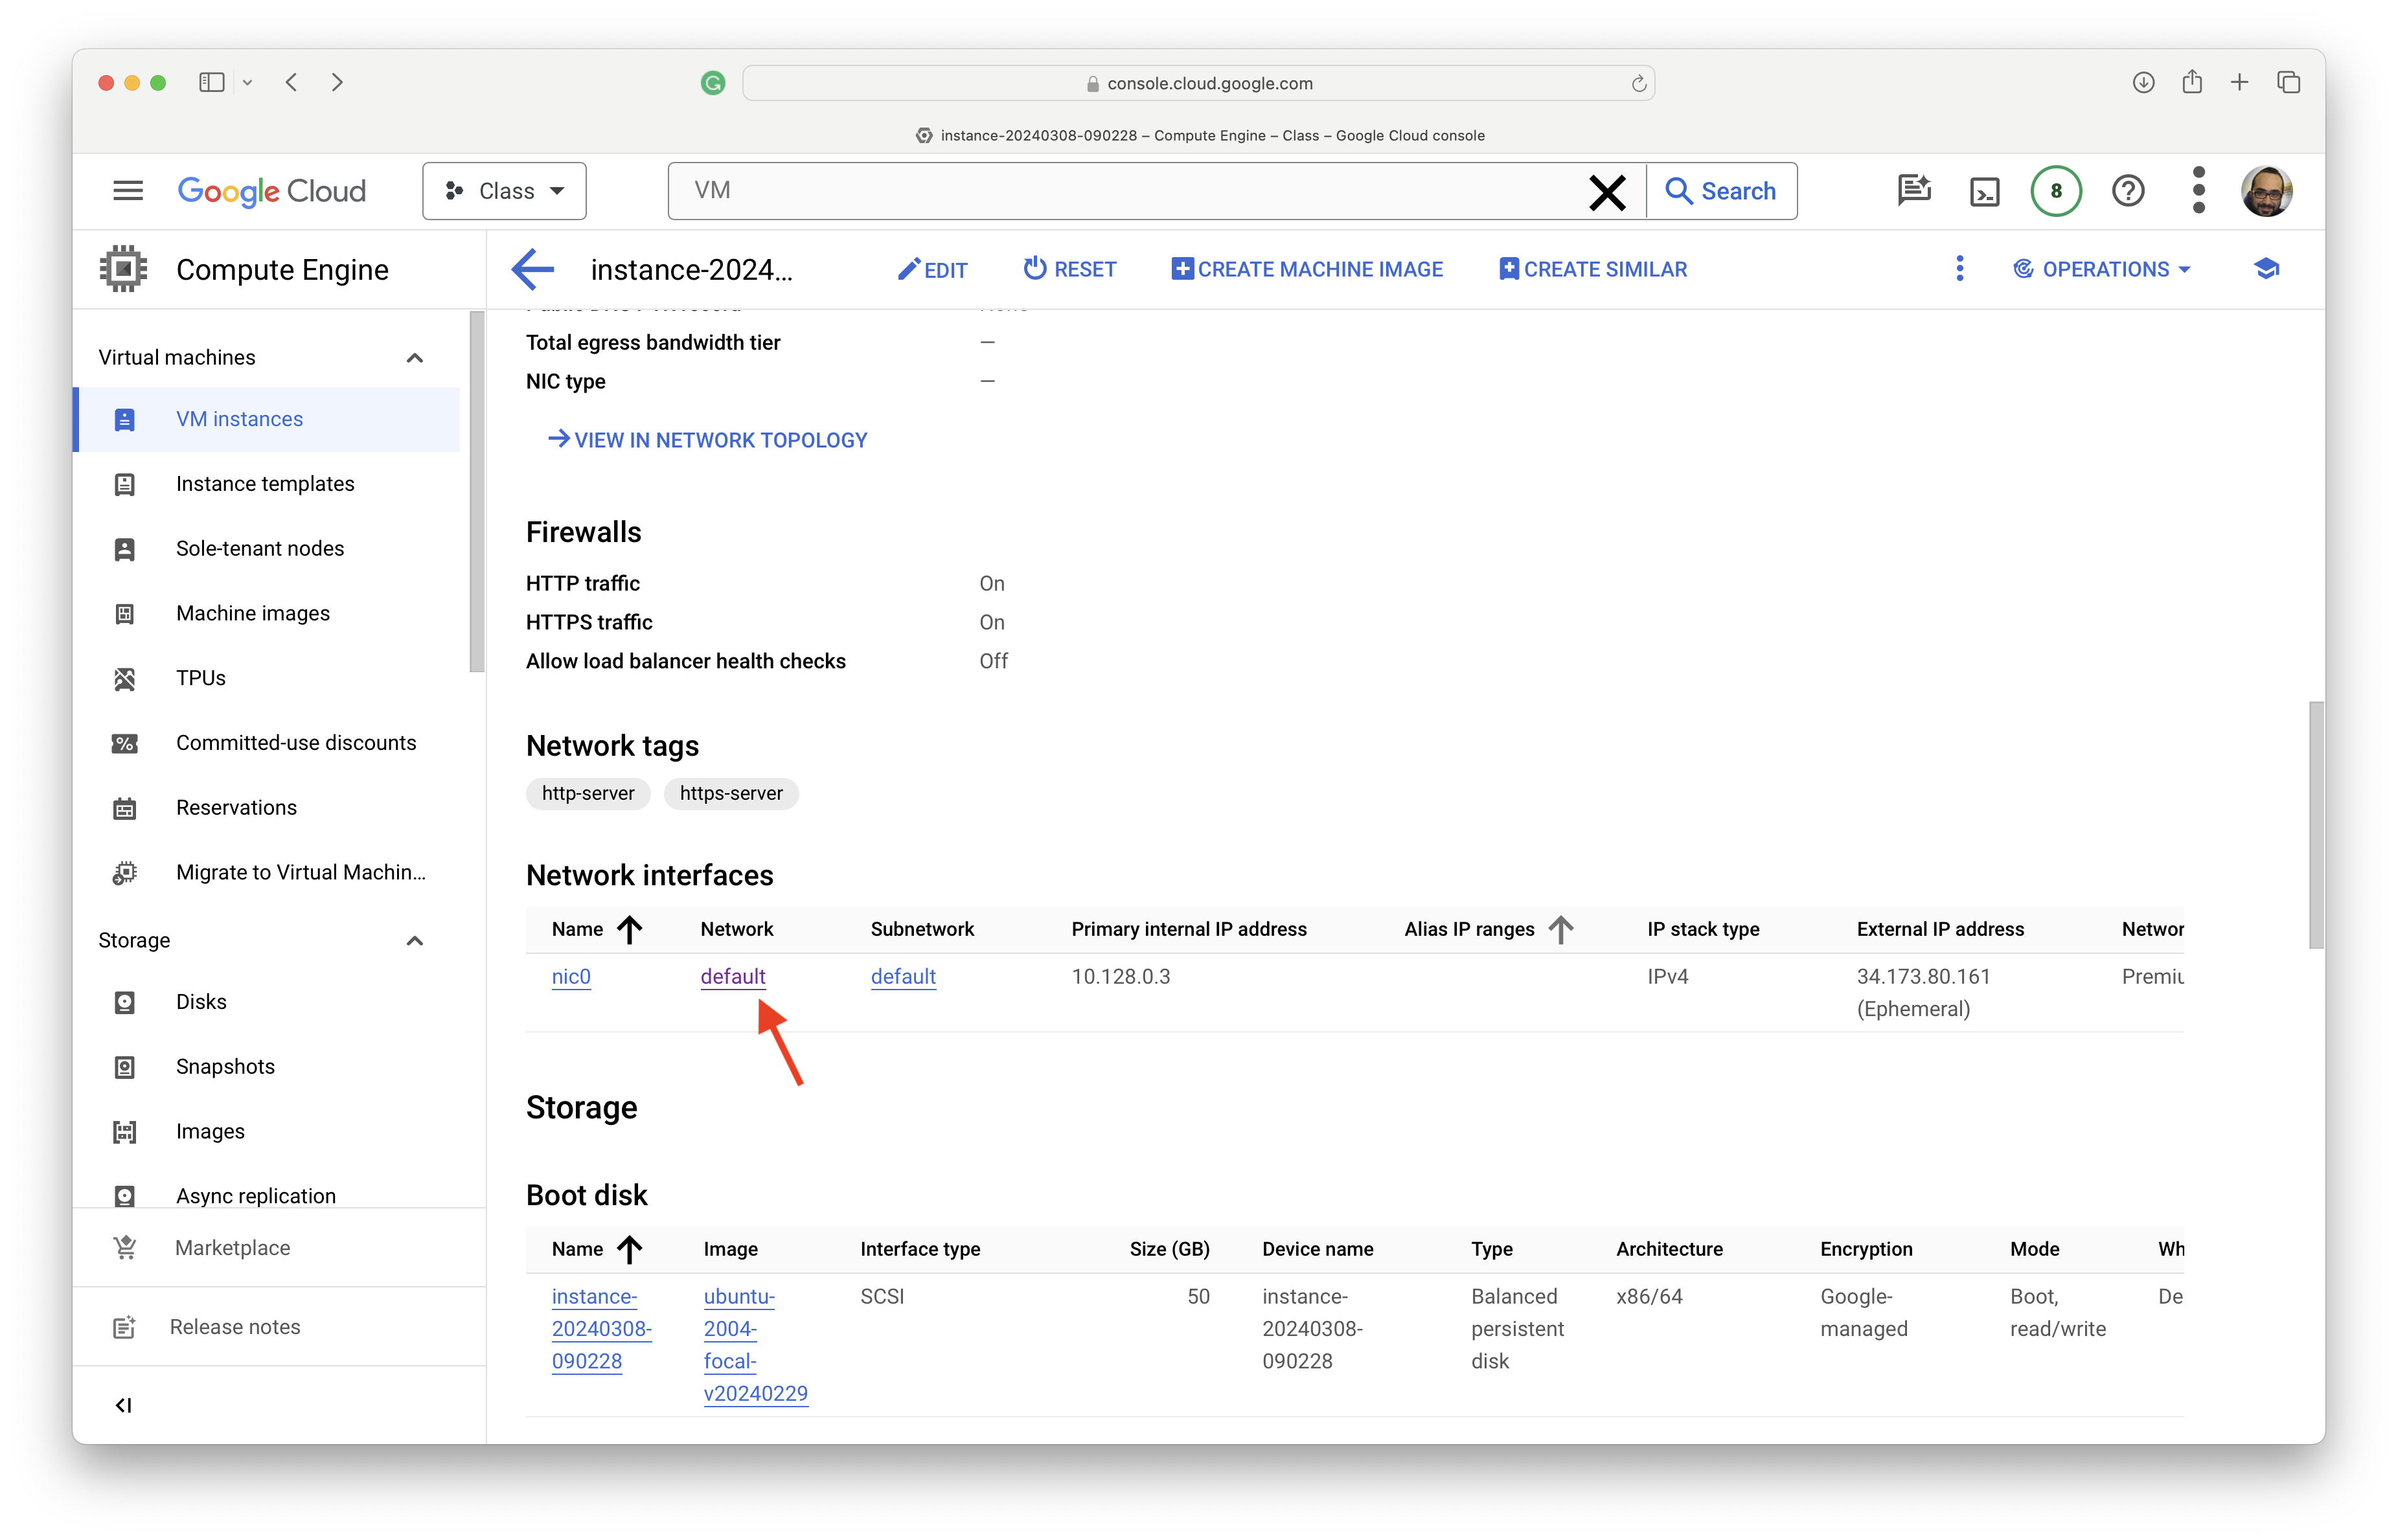 console.cloud.google.com
instance-20240308-090228 – Compute Engine – Class – Google Cloud console
Google Cloud
Class
VM
Search
8
Compute Engine
instance-2024...
EDIT
RESET
CREATE MACHINE IMAGE
CREATE SIMILAR
OPERATIONS
Virtual machines
VM instances
Instance templates
Sole-tenant nodes
Machine images
TPUs
Committed-use discounts
Reservations
Migrate to Virtual Machin...
Storage
Disks
Snapshots
Images
Async replication
Marketplace
Release notes
Total egress bandwidth tier —
NIC type —
VIEW IN NETWORK TOPOLOGY
Firewalls
HTTP traffic On
HTTPS traffic On
Allow load balancer health checks Off
Network tags
http-server https-server
Network interfaces
Name Network Subnetwork Primary internal IP address Alias IP ranges IP stack type External IP address Networ
nic0 default default 10.128.0.3 IPv4 34.173.80.161 Premiu
(Ephemeral)
Storage
Boot disk
Name Image Interface type Size (GB) Device name Type Architecture Encryption Mode Wh
instance- ubuntu- SCSI 50 instance- Balanced x86/64 Google- Boot, De
20240308- 2004- 20240308- persistent managed read/write
090228 focal- 090228 disk
v20240229